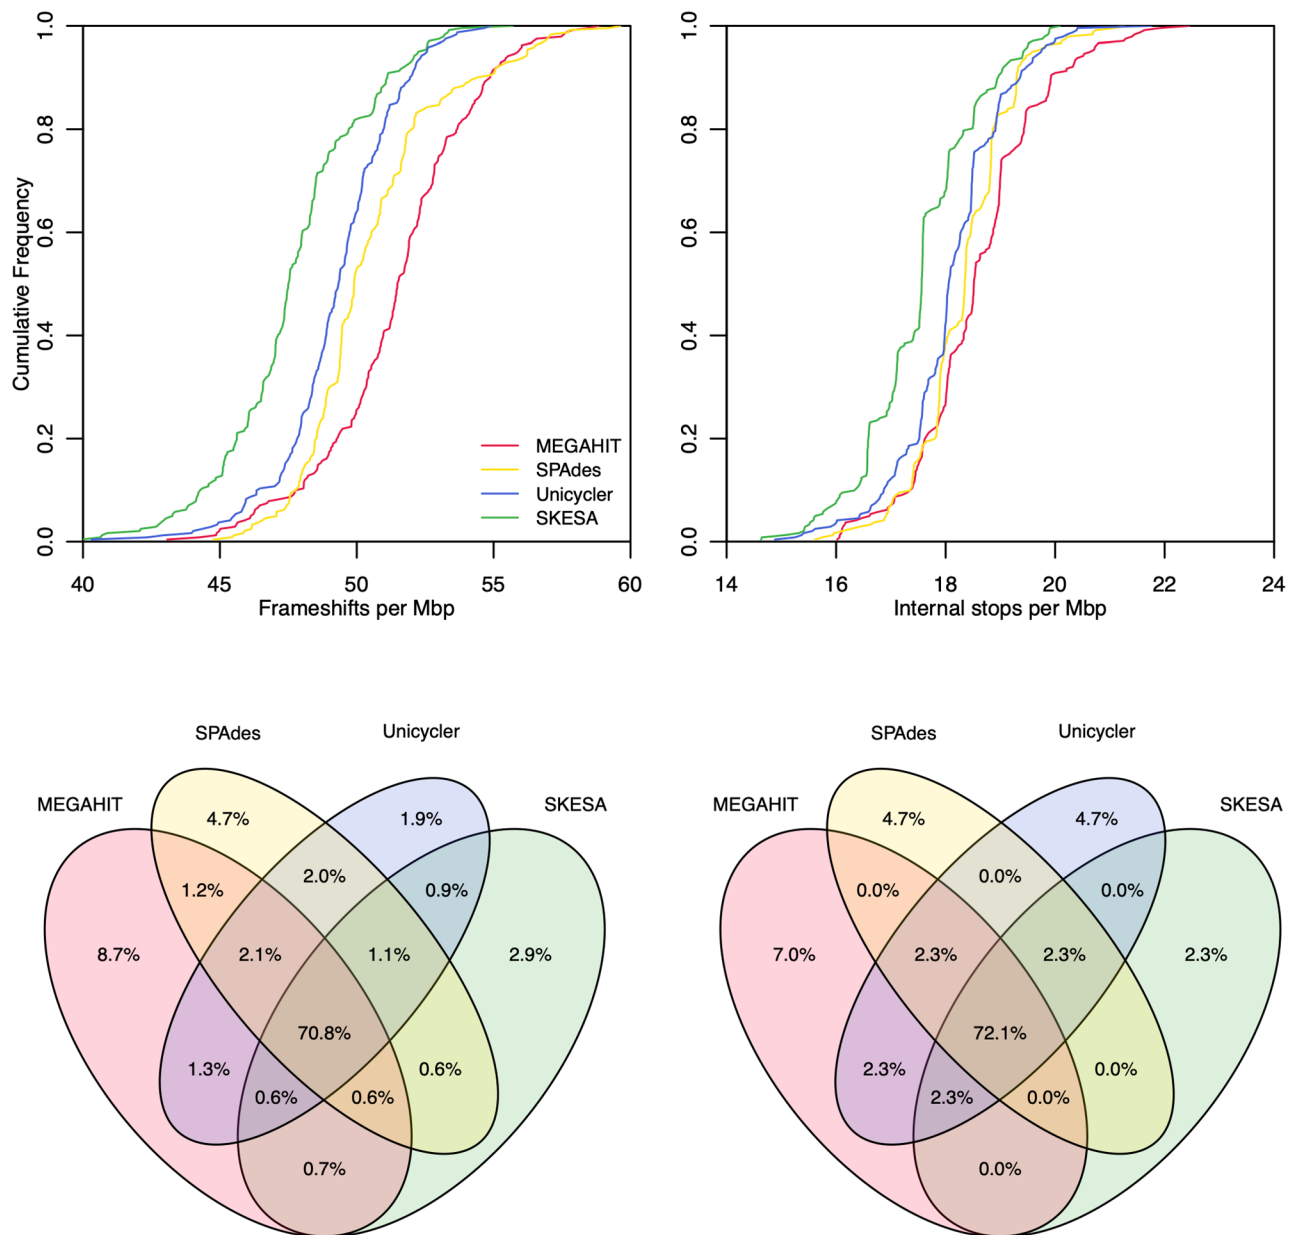 1.0
0.8
0.6
0.4
0.2
0.0
Cumulative Frequency
40 45 50 55 60
Frameshifts per Mbp
MEGAHIT
SPAdes
Unicycler
SKESA
1.0
0.8
0.6
0.4
0.2
0.0
14 16 18 20 22 24
Internal stops per Mbp
SPAdes Unicycler
MEGAHIT SKESA
4.7% 1.9%
2.0%
1.2% 0.9%
8.7% 2.1% 1.1% 2.9%
70.8%
1.3% 0.6%
0.6% 0.6%
0.7%
SPAdes Unicycler
MEGAHIT SKESA
4.7% 4.7%
0.0%
0.0% 0.0%
7.0% 2.3% 2.3% 2.3%
72.1%
2.3% 0.0%
2.3% 0.0%
0.0%